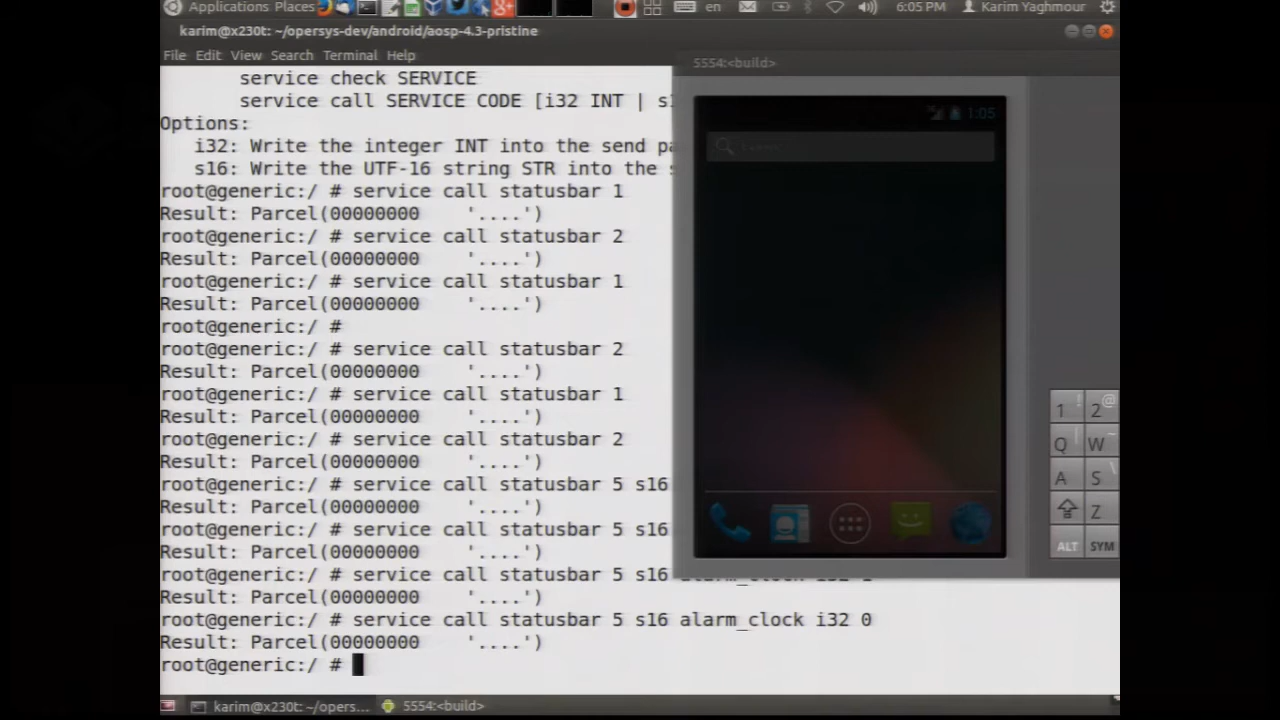 Applications Places en 6:05 PM Karim Yaghmour
karim@x230t: ~/opersys-dev/android/aosp-4.3-pristine
File Edit View Search Terminal Help
5554:<build>
service check SERVICE
service call SERVICE CODE [i32 INT | s1
Options:
i32: Write the integer INT into the send pa
s16: Write the UTF-16 string STR into the s
root@generic:/ # service call statusbar 1
Result: Parcel(00000000 '....')
root@generic:/ # service call statusbar 2
Result: Parcel(00000000 '....')
root@generic:/ # service call statusbar 1
Result: Parcel(00000000 '....')
root@generic:/ #
root@generic:/ # service call statusbar 2
Result: Parcel(00000000 '....')
root@generic:/ # service call statusbar 1
Result: Parcel(00000000 '....')
root@generic:/ # service call statusbar 2
Result: Parcel(00000000 '....')
root@generic:/ # service call statusbar 5 s16
Result: Parcel(00000000 '....')
root@generic:/ # service call statusbar 5 s16
Result: Parcel(00000000 '....')
root@generic:/ # service call statusbar 5 s16 alarm_clock i32 1
Result: Parcel(00000000 '....')
root@generic:/ # service call statusbar 5 s16 alarm_clock i32 0
Result: Parcel(00000000 '....')
root@generic:/ #
1:05
1 ! 2 @
Q | W ~
A S \
Z
ALT SYM
karim@x230t: ~/opers... 5554:<build>